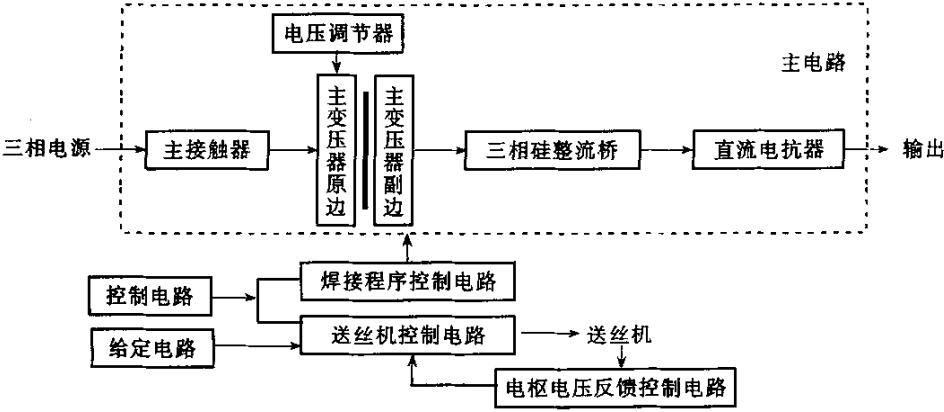 电压调节器
主电路
三相电源
主接触器
主变压器原边
主变压器副边
三相硅整流桥
直流电抗器
输出
焊接程序控制电路
控制电路
送丝机控制电路
送丝机
给定电路
电枢电压反馈控制电路